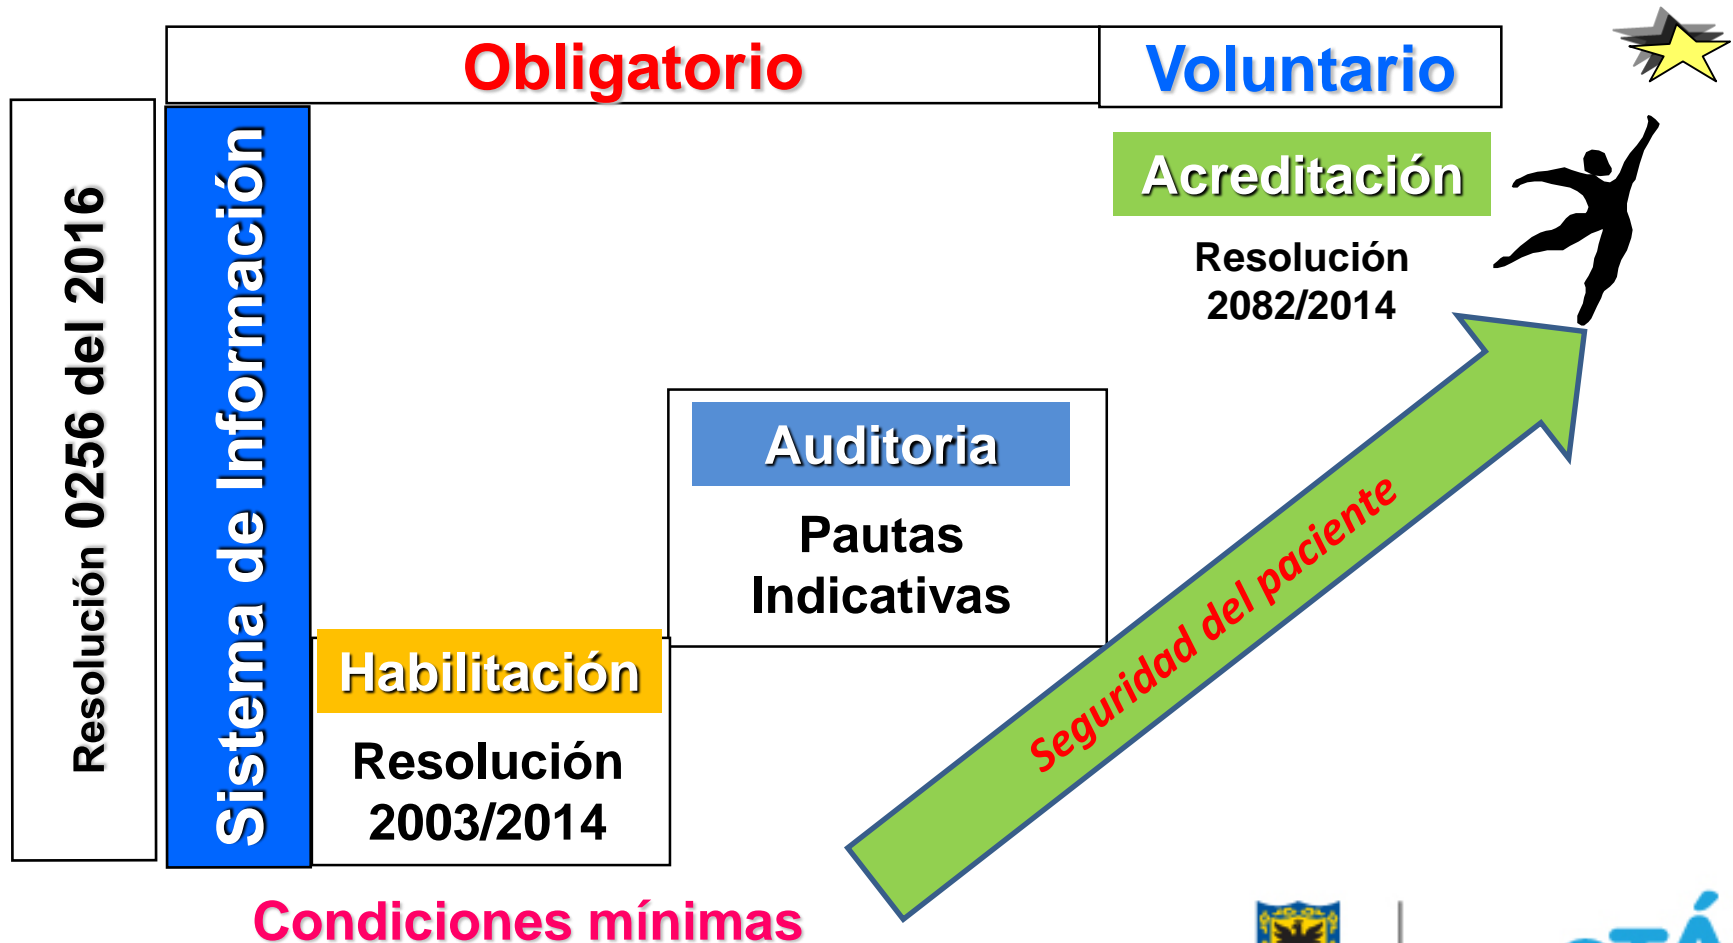 Obligatorio
Voluntario
Resolución 0256 del 2016
Sistema de Información
Acreditación
Resolución
2082/2014
Auditoria
Pautas
Indicativas
Habilitación
Resolución
2003/2014
Seguridad del paciente
Condiciones mínimas